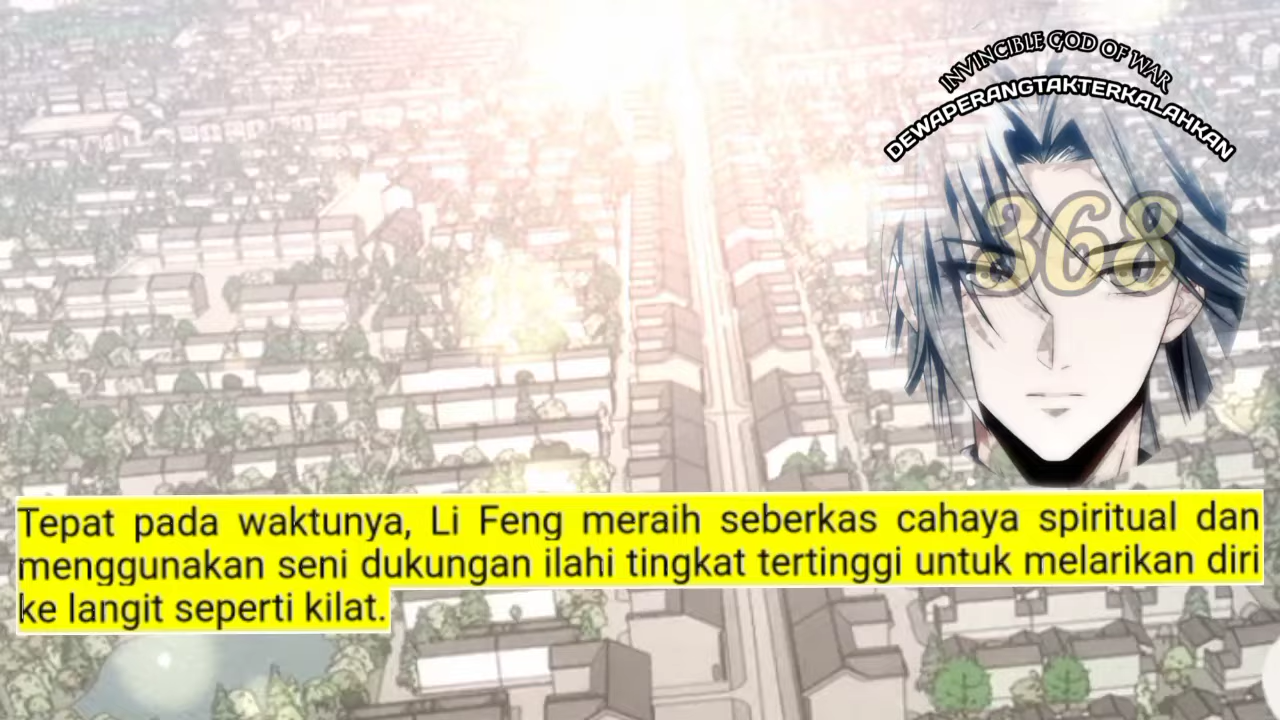 INVINCIBLE GOD OF WAR
DEWAPERANGTAKTERKALAHKAN
368
Tepat pada waktunya, Li Feng meraih seberkas cahaya spiritual dan
menggunakan seni dukungan ilahi tingkat tertinggi untuk melarikan diri
ke langit seperti kilat.